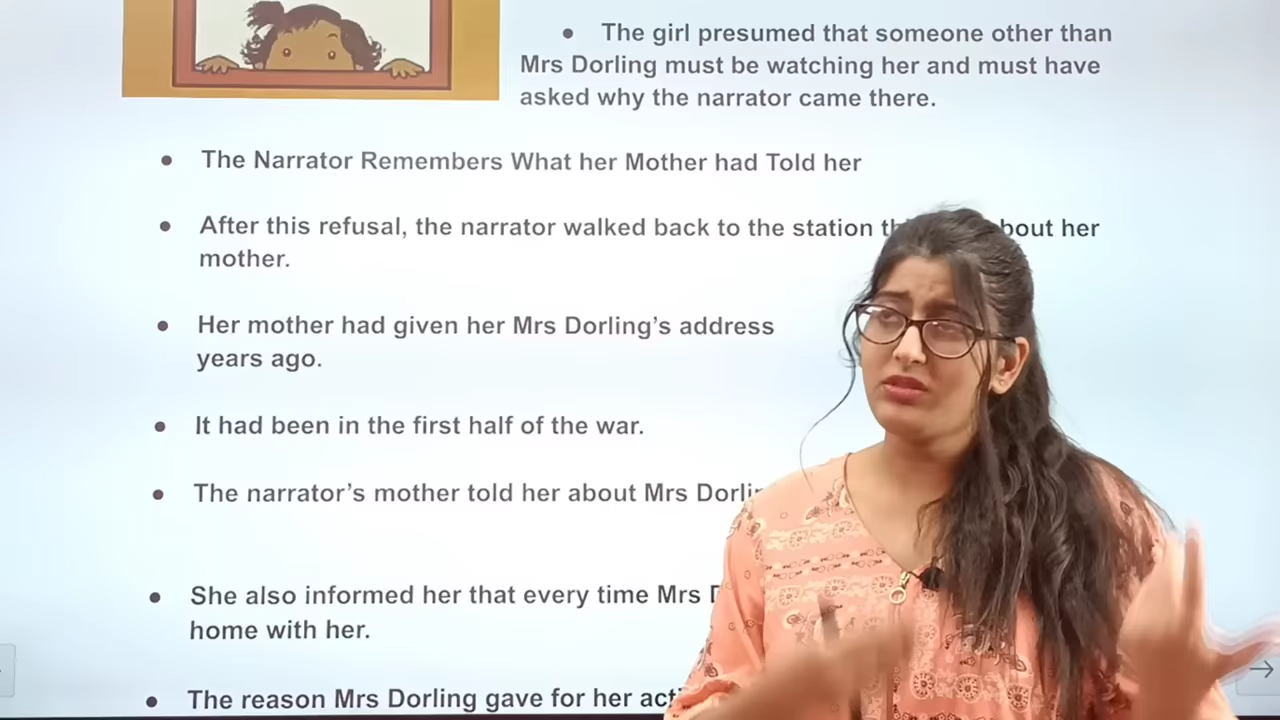 • The girl presumed that someone other than
Mrs Dorling must be watching her and must have
asked why the narrator came there.
• The Narrator Remembers What her Mother had Told her
• After this refusal, the narrator walked back to the station bout her
mother.
• Her mother had given her Mrs Dorling's address
years ago.
• It had been in the first half of the war.
• The narrator's mother told her about Mrs
• She also informed her that every time Mrs
home with her.
• The reason Mrs Dorling gave for her